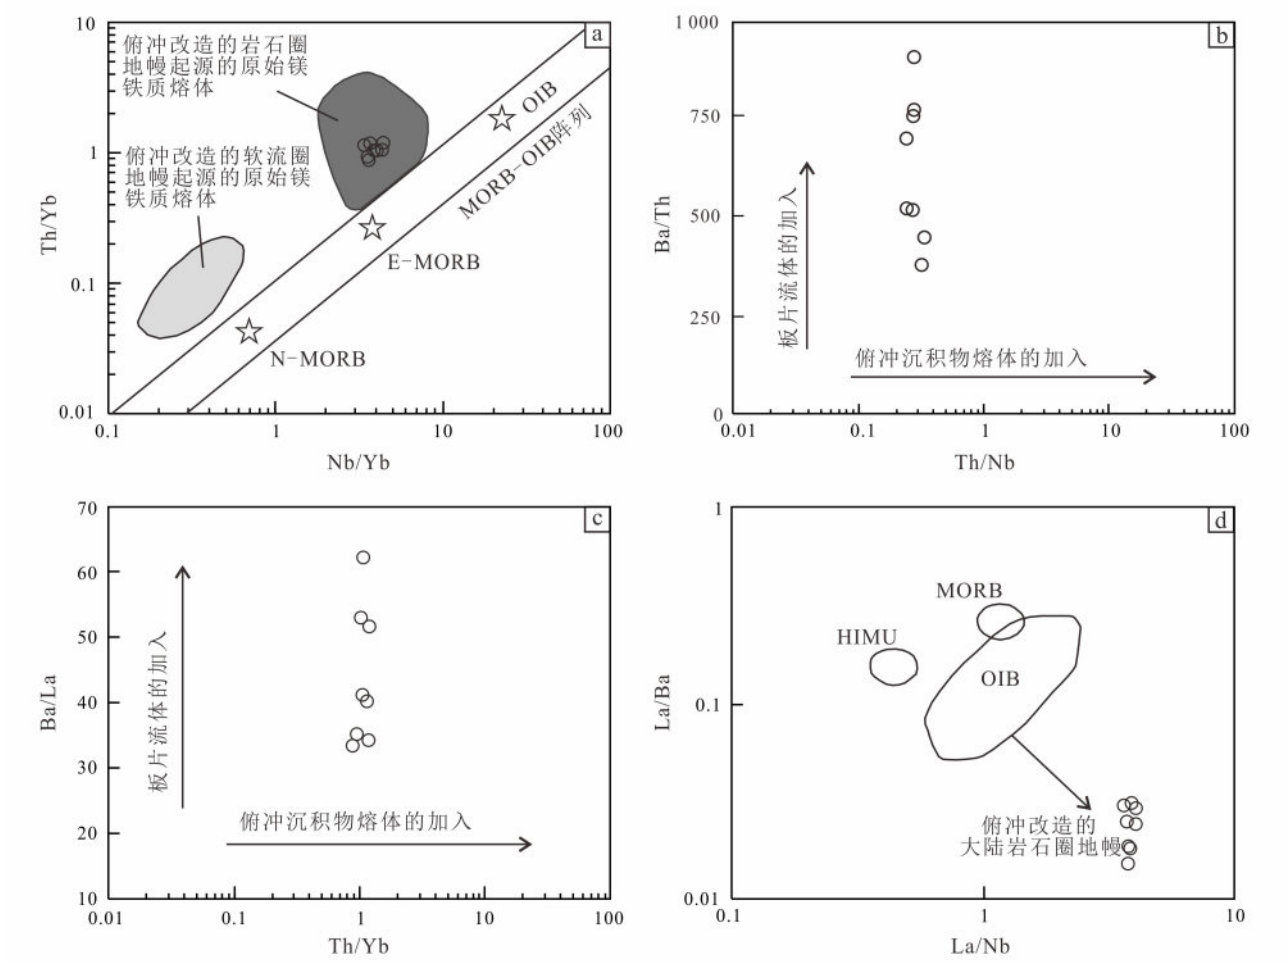 a
10
1
0.1
0.01
Th/Yb
俯冲改造的岩石圈
地幔起源的原始镁
铁质熔体
俯冲改造的软流圈
地幔起源的原始镁
铁质熔体
OIB
MORB-OIB阵列
E-MORB
N-MORB
0.1 1 10 100
Nb/Yb
b
1 000
750
500
250
0
Ba/Th
板片流体的加入
俯冲沉积物熔体的加入
0.01 0.1 1 10 100
Th/Nb
c
70
60
50
40
30
20
10
Ba/La
板片流体的加入
俯冲沉积物熔体的加入
0.01 0.1 1 10 100
Th/Yb
d
1
0.1
0.01
La/Ba
MORB
HIMU
OIB
俯冲改造的
大陆岩石圈地幔
0.1 1 10
La/Nb